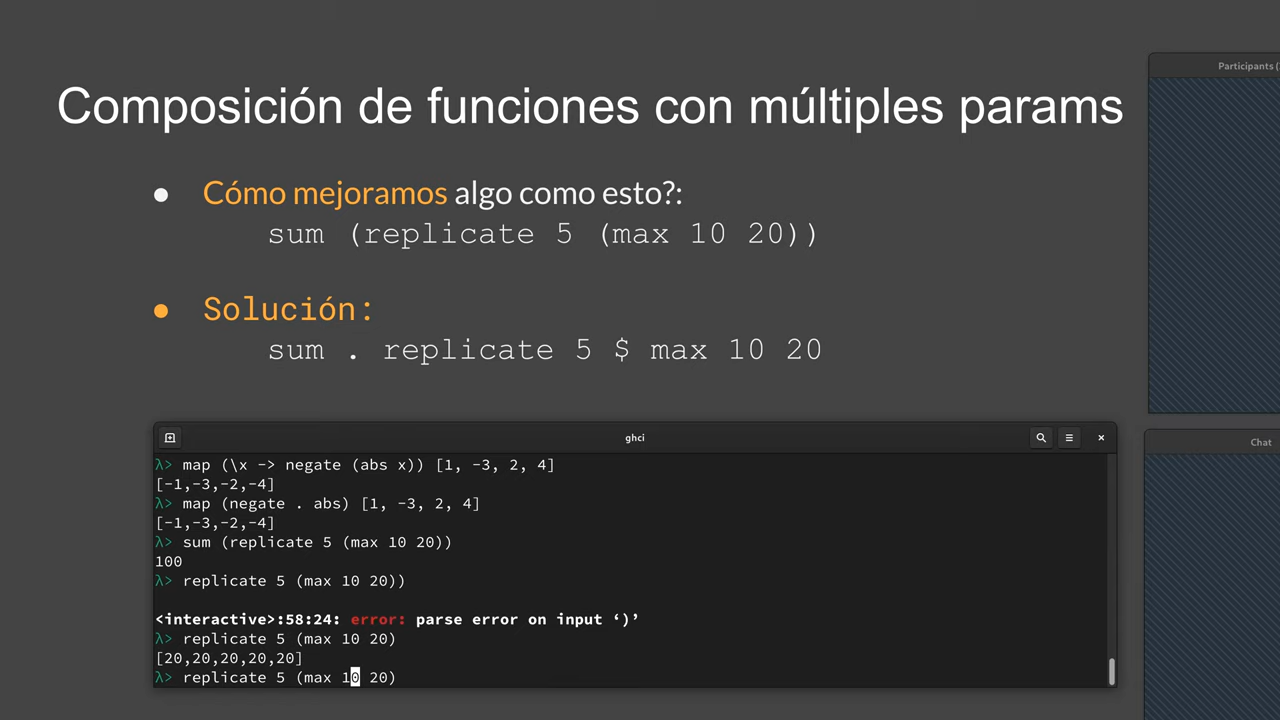 Composición de funciones con múltiples params
● Cómo mejoramos algo como esto?:
sum (replicate 5 (max 10 20))
● Solución:
sum . replicate 5 $ max 10 20
Participants (
Chat
ghci
λ> map (\x -> negate (abs x)) [1, -3, 2, 4]
[-1,-3,-2,-4]
λ> map (negate . abs) [1, -3, 2, 4]
[-1,-3,-2,-4]
λ> sum (replicate 5 (max 10 20))
100
λ> replicate 5 (max 10 20))
<interactive>:58:24: error: parse error on input ‘)’
λ> replicate 5 (max 10 20)
[20,20,20,20,20]
λ> replicate 5 (max 10 20)